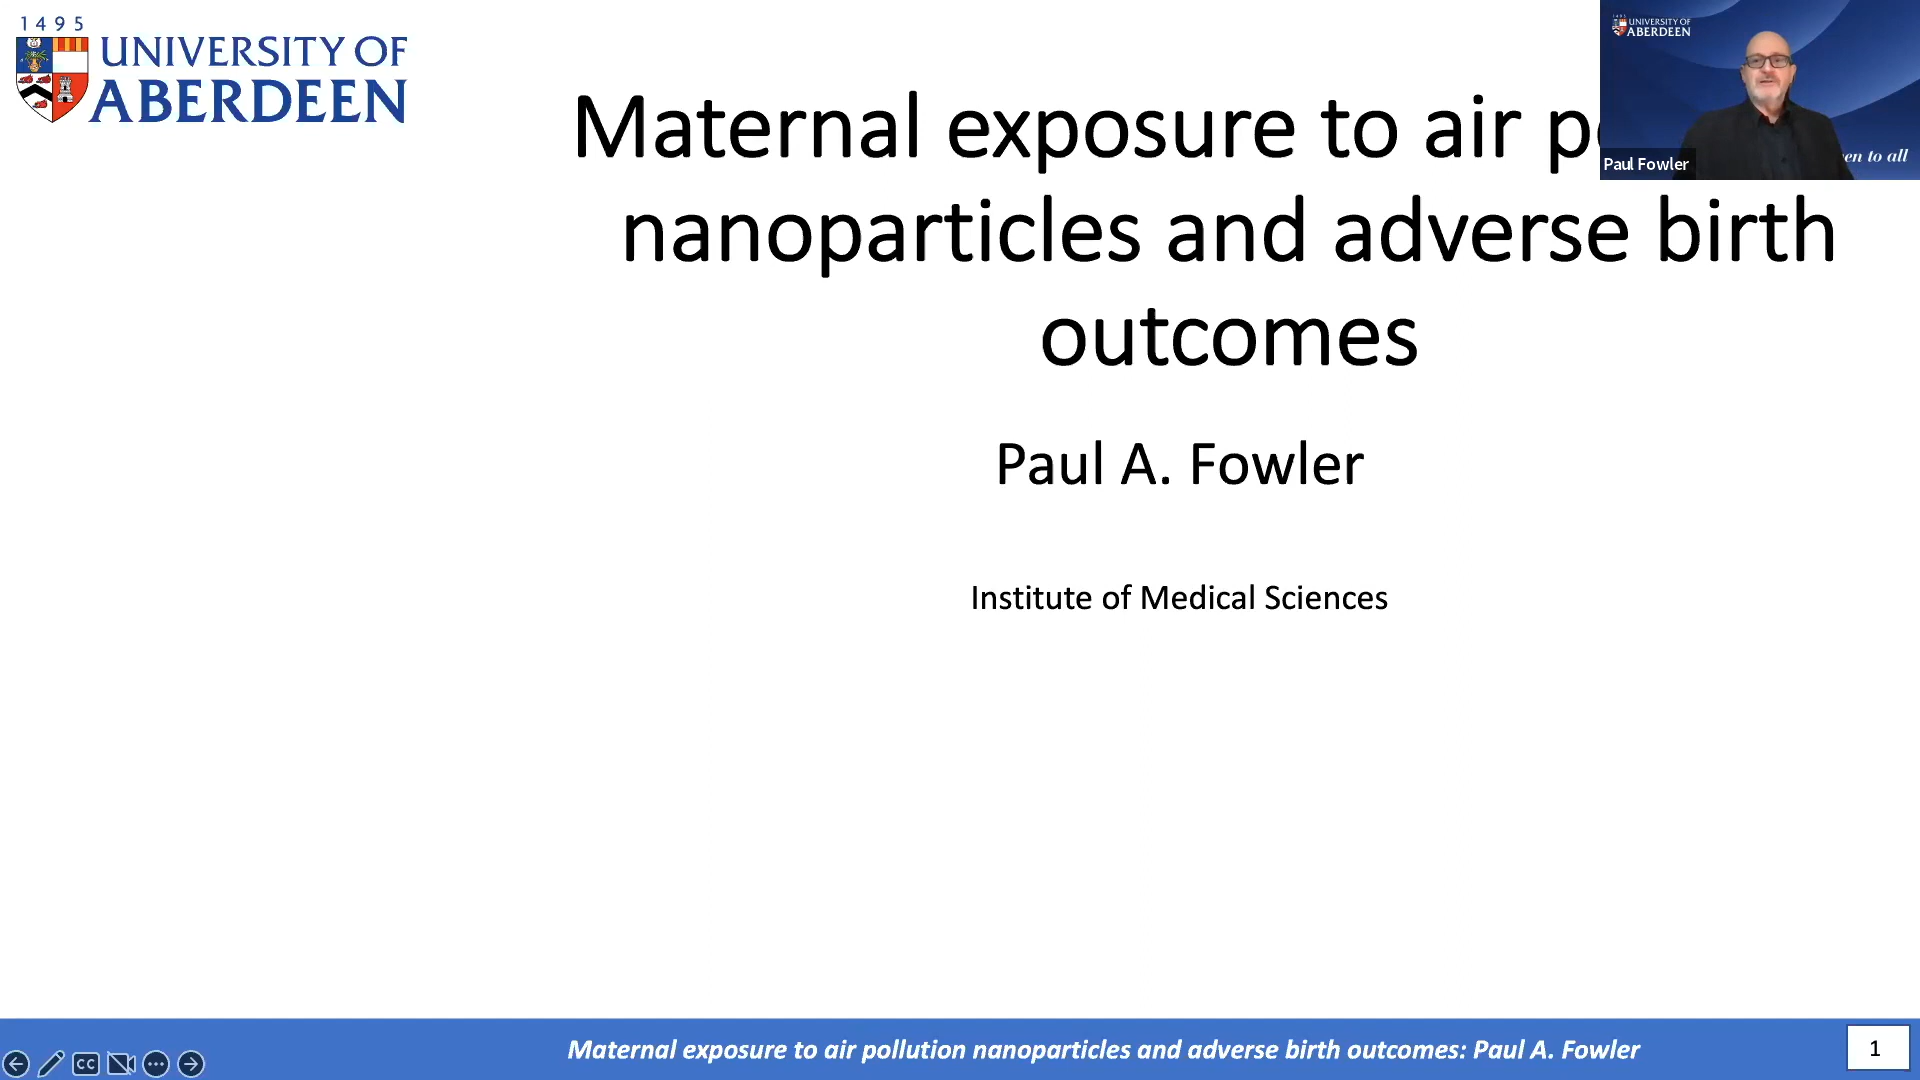 1495
UNIVERSITY OF
ABERDEEN
UNIVERSITY OF
ABERDEEN
to all
Paul Fowler
Maternal exposure to air
nanoparticles and adverse birth
outcomes
Paul A. Fowler
Institute of Medical Sciences
CC
Maternal exposure to air pollution nanoparticles and adverse birth outcomes: Paul A. Fowler
1